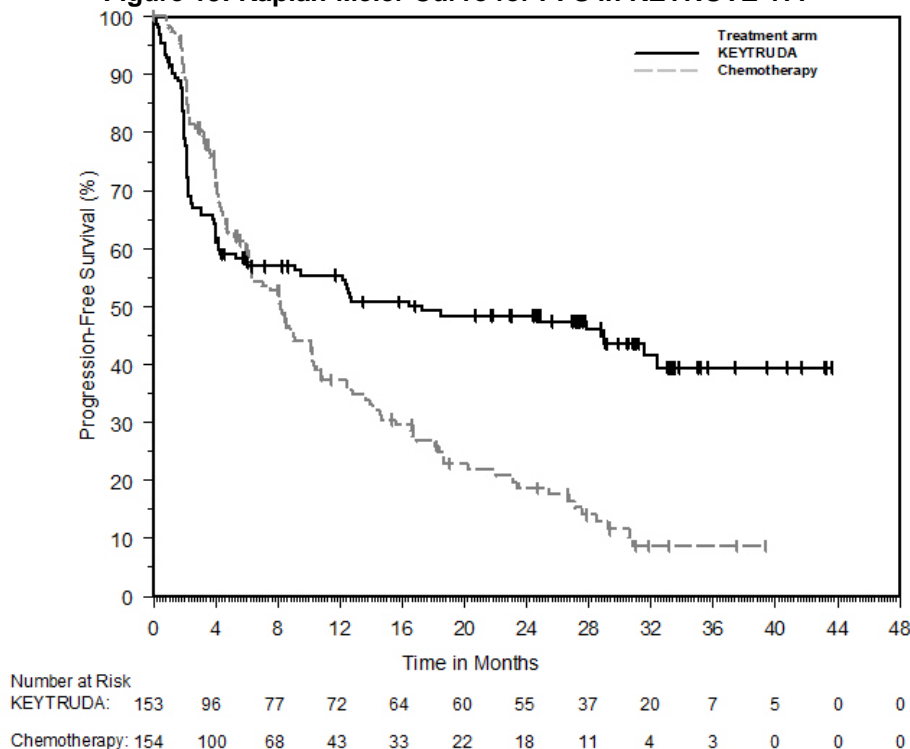 100
Treatment arm
KEYTRUDA
Chemotherapy
90
80
70
60
50
40
30
20
10
0
Progression-Free Survival (%)
0 4 8 12 16 20 24 28 32 36 40 44 48
Time in Months
Number at Risk
KEYTRUDA: 153 96 77 72 64 60 55 37 20 7 5 0 0
Chemotherapy: 154 100 68 43 33 22 18 11 4 3 0 0 0